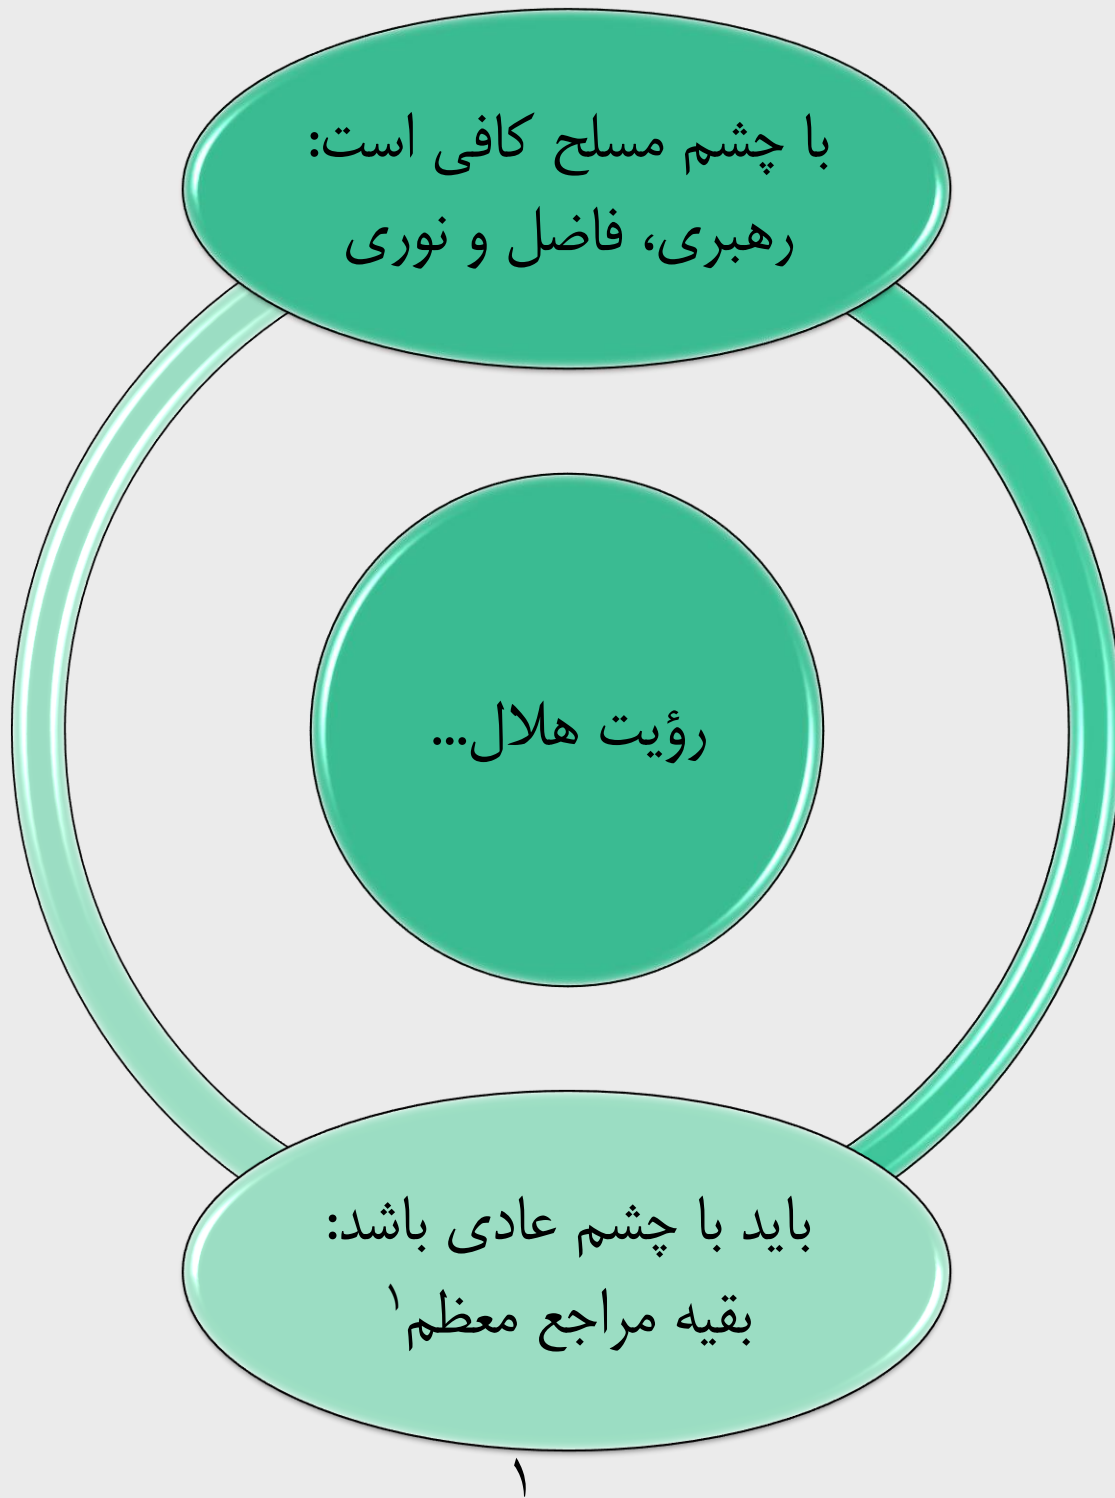 با چشم مسلح کافی است:
رهبری، فاضل و نوری
رؤیت هلال...
باید با چشم عادی باشد:
بقیه مراجع معظم۱
۱